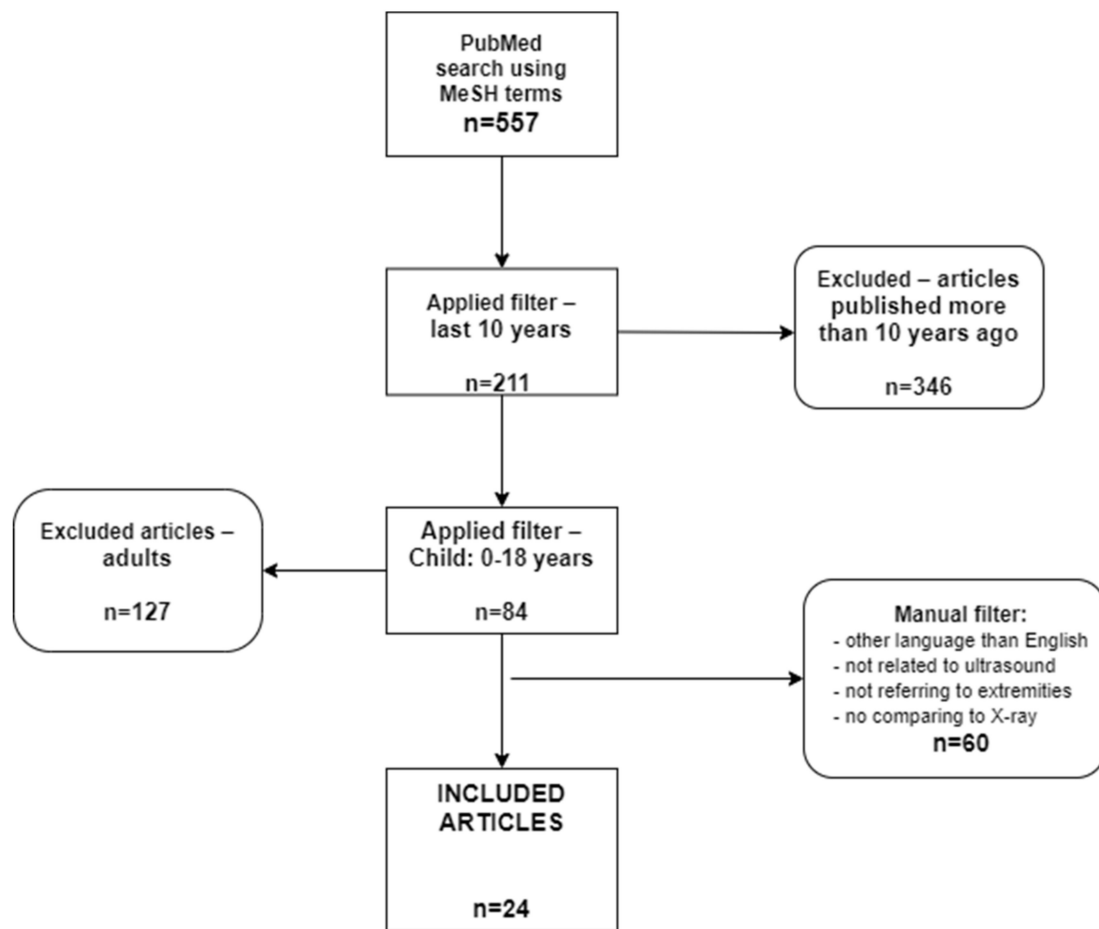 PubMed
search using
MeSH terms
n=557
Applied filter –
last 10 years
n=211
Excluded – articles
published more
than 10 years ago
n=346
Applied filter –
Child: 0-18 years
n=84
Excluded articles –
adults
n=127
Manual filter:
- other language than English
- not related to ultrasound
- not referring to extremities
- no comparing to X-ray
n=60
INCLUDED
ARTICLES
n=24